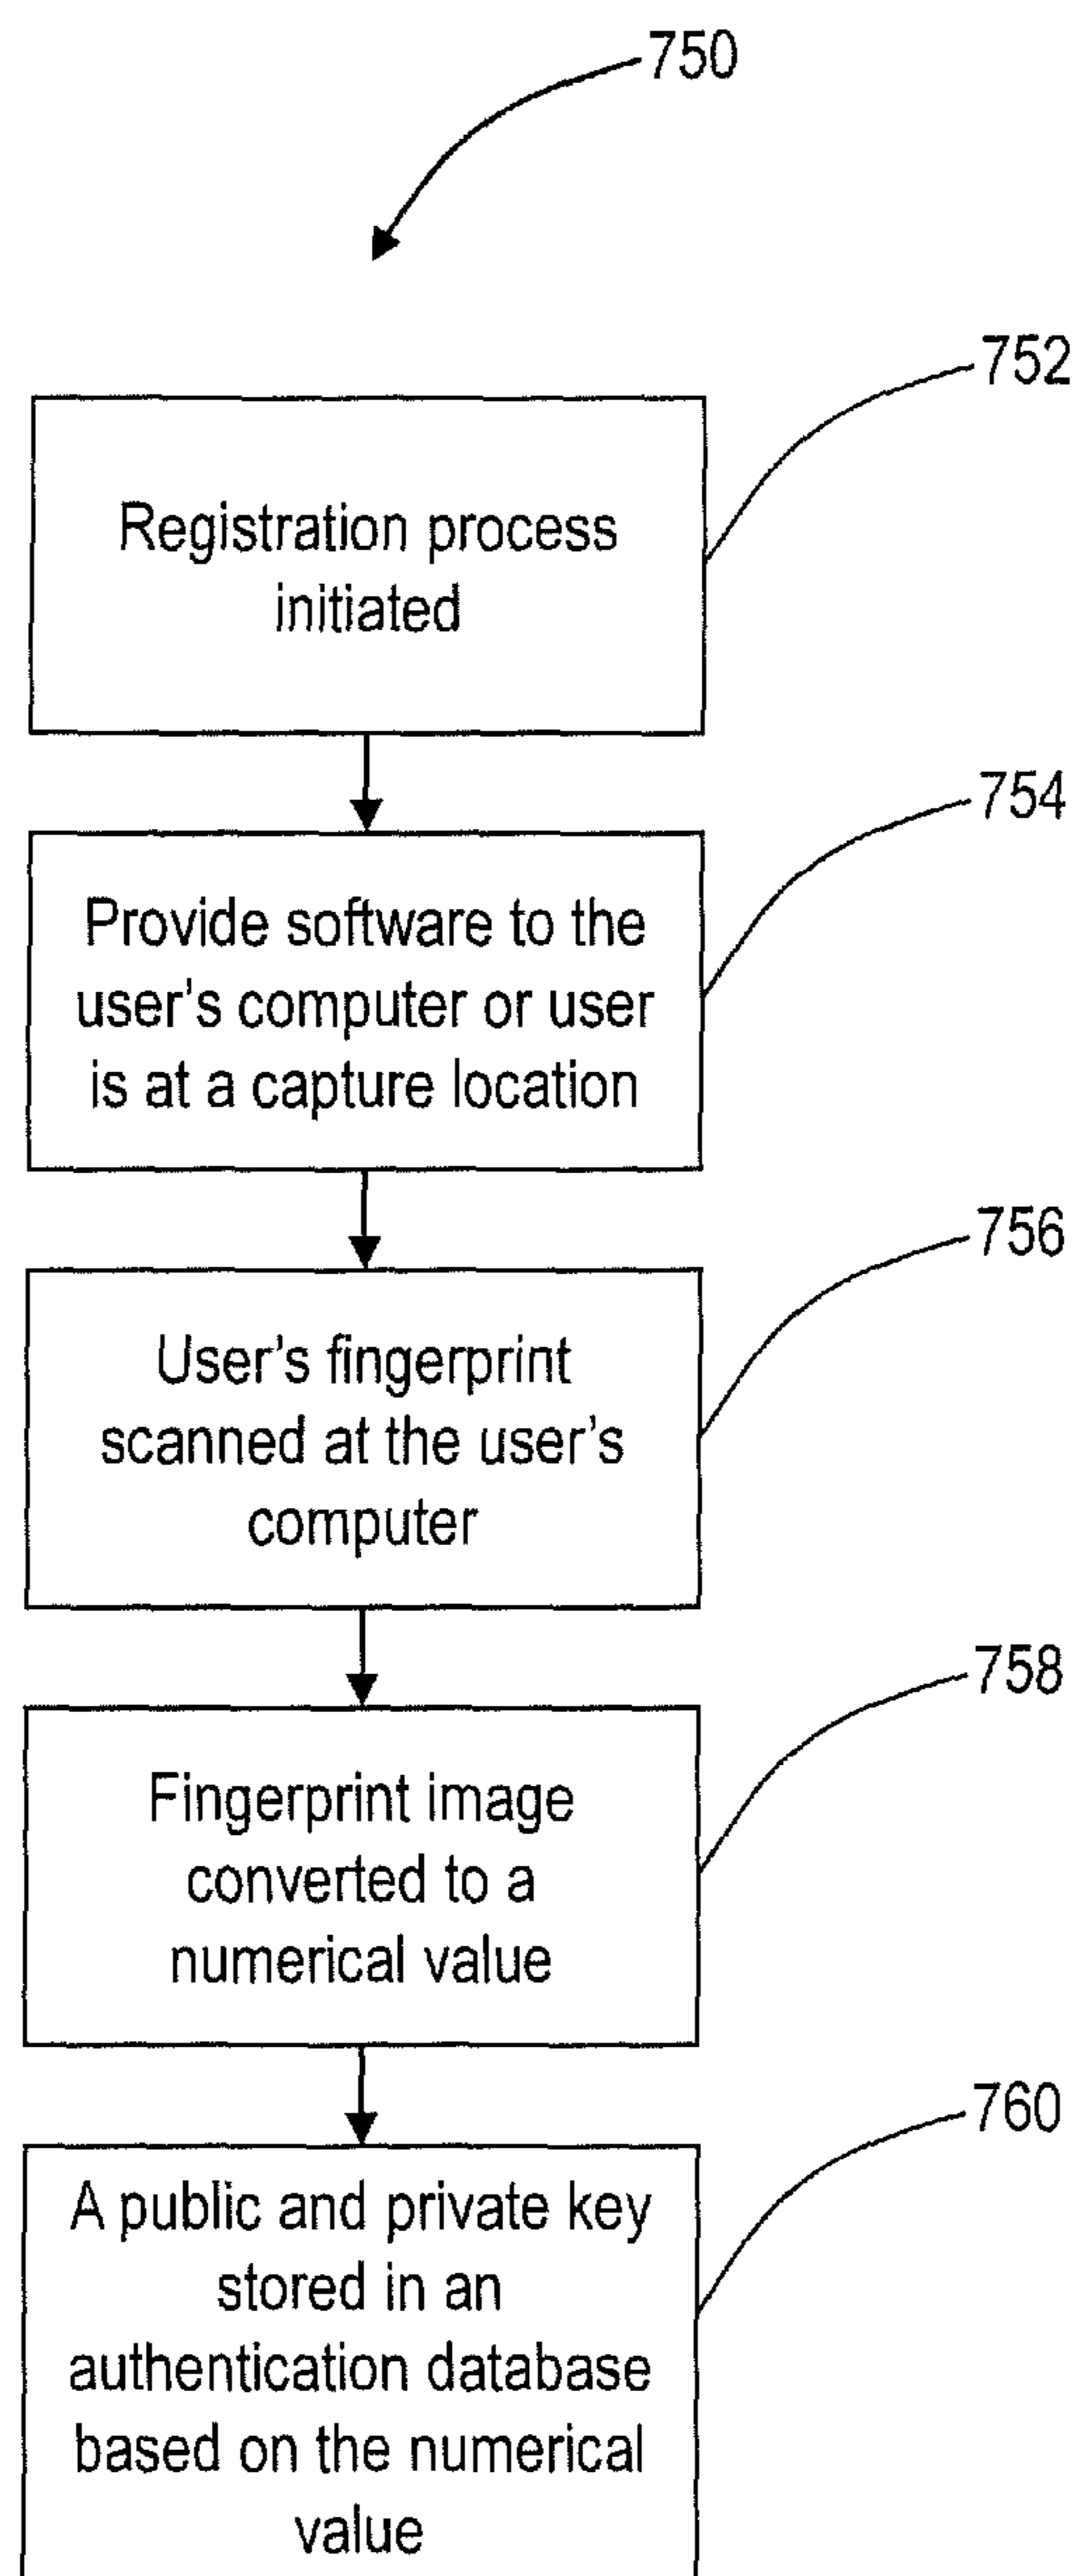 750
752
Registration process
initiated
754
Provide software to the
user's computer or user
is at a capture location
756
User's fingerprint
scanned at the user's
computer
758
Fingerprint image
converted to a
numerical value
760
A public and private key
stored in an
authentication database
based on the numerical
value